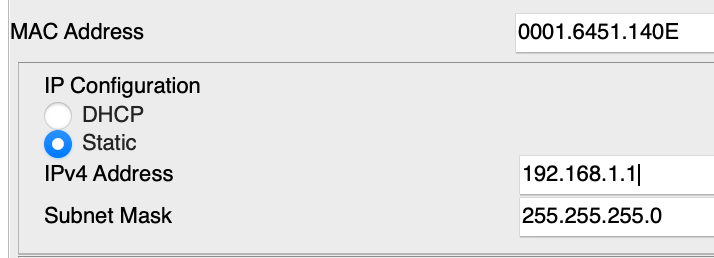 MAC Address 0001.6451.140E
IP Configuration
DHCP
Static
IPv4 Address 192.168.1.1
Subnet Mask 255.255.255.0